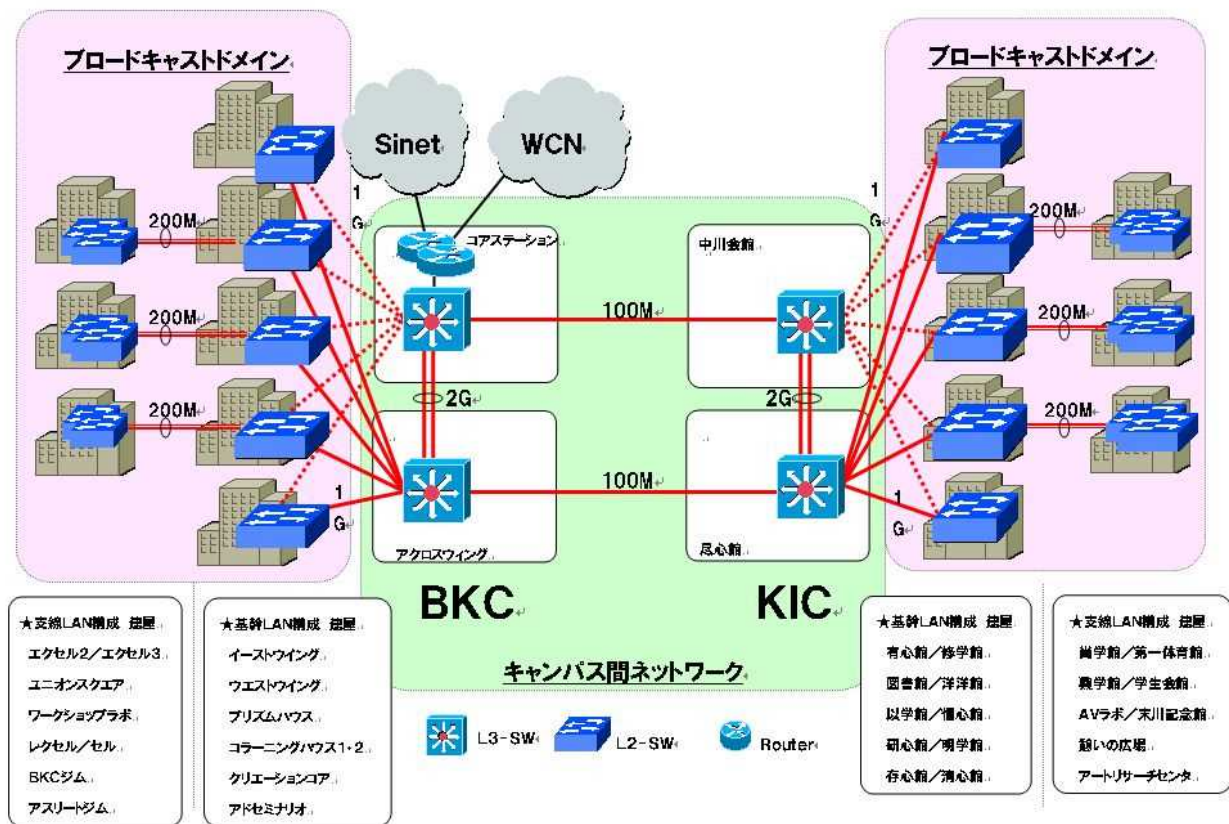 ブロードキャストドメイン
ブロードキャストドメイン
Sinet
WCN
1
G
1
G
200M
200M
コアステーション
中川会館
100M
200M
200M
2G
2G
200M
200M
100M
1
G
1
G
アクロスウィング
尽心館
BKC
KIC
キャンパス間ネットワーク
L3-SW
L2-SW
Router
★支線LAN構成 建屋
エクセル2/エクセル3
ユニオンスクエア
ワークショップラボ
レクセル/セル
BKCジム
アスリートジム
★基幹LAN構成 建屋
イーストウイング
ウエストウイング
プリズムハウス
コラーニングハウス1・2
クリエーションコア
アドセミナリオ
★基幹LAN構成 建屋
有心館/修学館
図書館/洋洋館
以学館/恒心館
研心館/明学館
存心館/清心館
★支線LAN構成 建屋
尚学館/第一体育館
興学館/学生会館
AVラボ/末川記念館
憩いの広場
アートリサーチセンタ